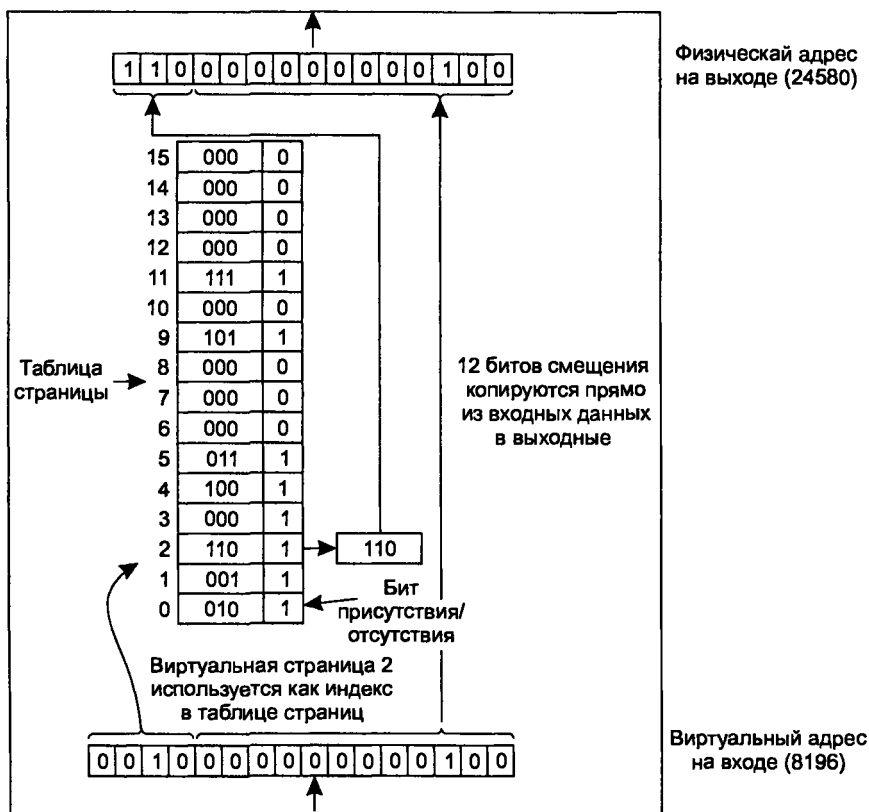 Физическай адрес
на выходе (24580)
1 1 0 0 0 0 0 0 0 0 0 0 1 0 0
15 000 0
14 000 0
13 000 0
12 000 0
11 111 1
10 000 0
9 101 1
8 000 0
7 000 0
6 000 0
5 011 1
4 100 1
3 000 1
2 110 1 110
1 001 1
0 010 1
Таблица
страницы
12 битов смещения
копируются прямо
из входных данных
в выходные
Бит
присутствия/
отсутствия
Виртуальная страница 2
используется как индекс
в таблице страниц
0 0 1 0 0 0 0 0 0 0 0 0 0 1 0 0
Виртуальный адрес
на входе (8196)